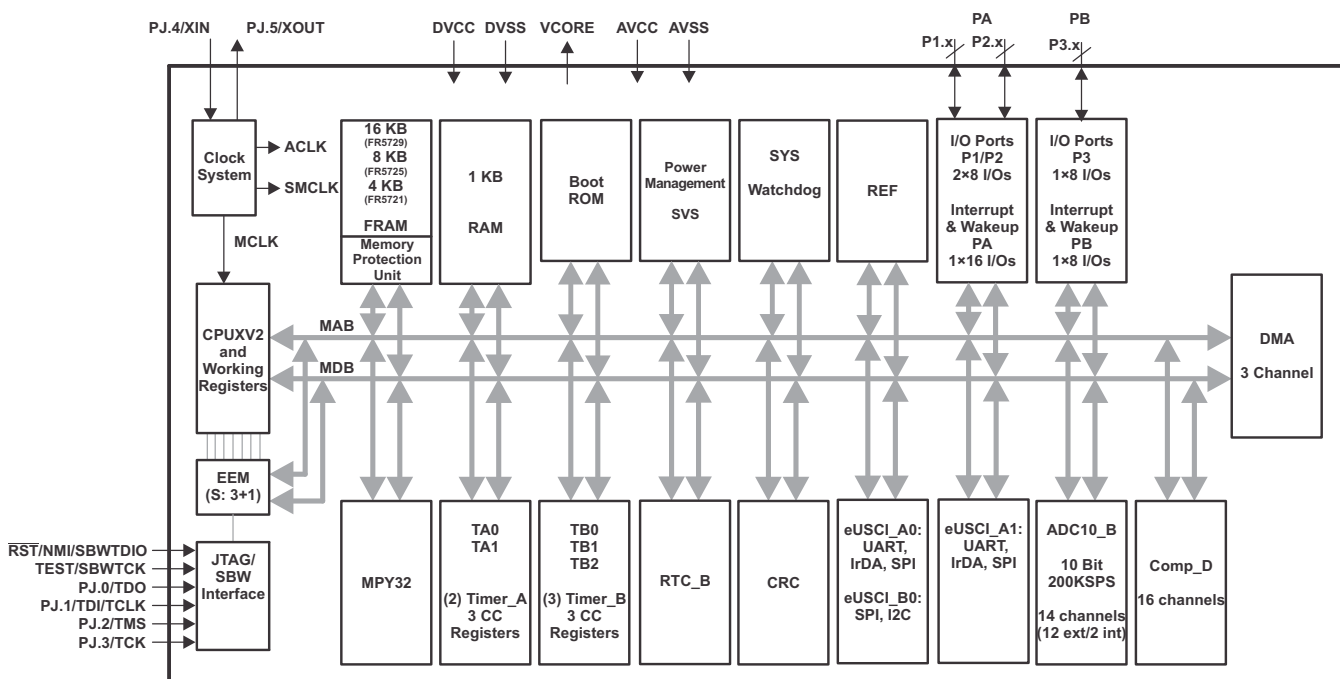 PJ.4/XIN
PJ.5/XOUT
DVCC
DVSS
VCORE
AVCC
AVSS
PA
P1.x
P2.x
PB
P3.x
Clock
System
ACLK
SMCLK
MCLK
16 KB
(FR5729)
8 KB
(FR5725)
4 KB
(FR5721)
FRAM
Memory
Protection
Unit
1 KB
RAM
Boot
ROM
Power
Management
SVS
SYS
Watchdog
REF
I/O Ports
P1/P2
2×8 I/Os
Interrupt
& Wakeup
PA
1×16 I/Os
I/O Ports
P3
1×8 I/Os
Interrupt
& Wakeup
PB
1×8 I/Os
CPUXV2
and
Working
Registers
MAB
MDB
DMA
3 Channel
EEM
(S: 3+1)
RST/NMI/SBWTDIO
TEST/SBWTCK
PJ.0/TDO
PJ.1/TDI/TCLK
PJ.2/TMS
PJ.3/TCK
JTAG/
SBW
Interface
MPY32
TA0
TA1
(2) Timer_A
3 CC
Registers
TB0
TB1
TB2
(3) Timer_B
3 CC
Registers
RTC_B
CRC
eUSCI_A0:
UART,
IrDA, SPI
eUSCI_B0:
SPI, I2C
eUSCI_A1:
UART,
IrDA, SPI
ADC10_B
10 Bit
200KSPS
14 channels
(12 ext/2 int)
Comp_D
16 channels